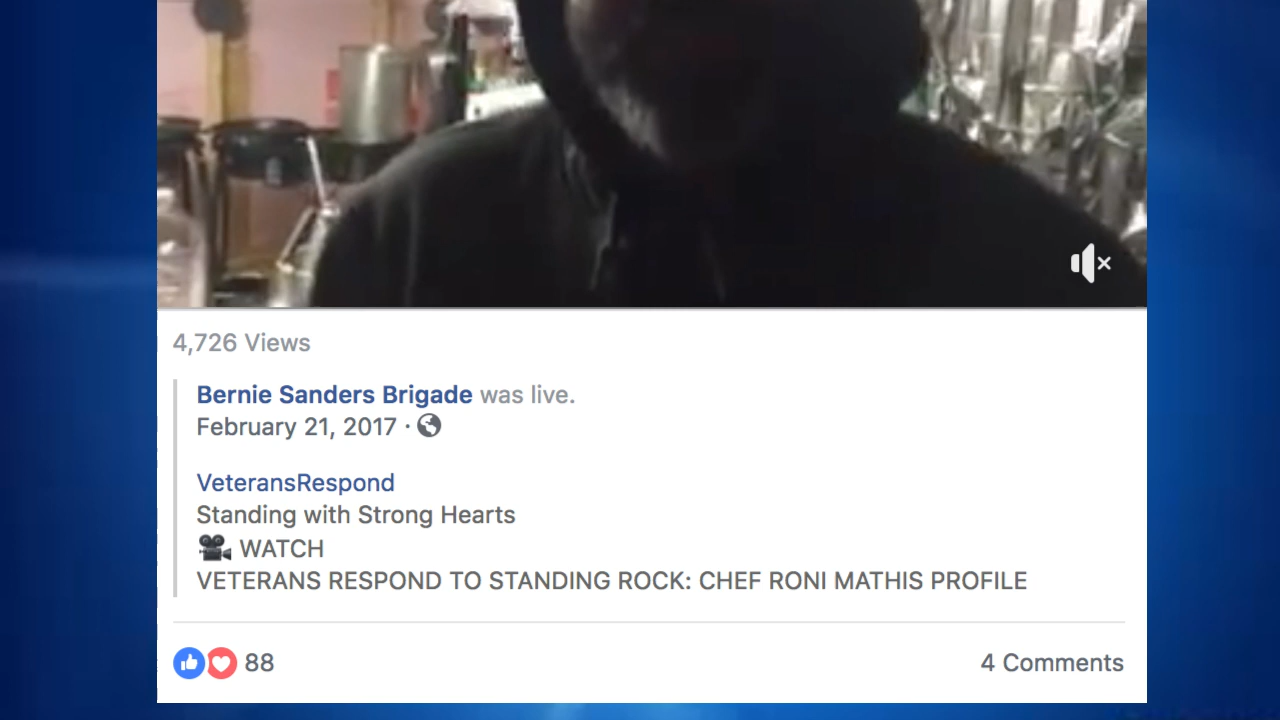 4,726 Views
Bernie Sanders Brigade was live.
February 21, 2017 ·
VeteransRespond
Standing with Strong Hearts
🎥 WATCH
VETERANS RESPOND TO STANDING ROCK: CHEF RONI MATHIS PROFILE
88
4 Comments